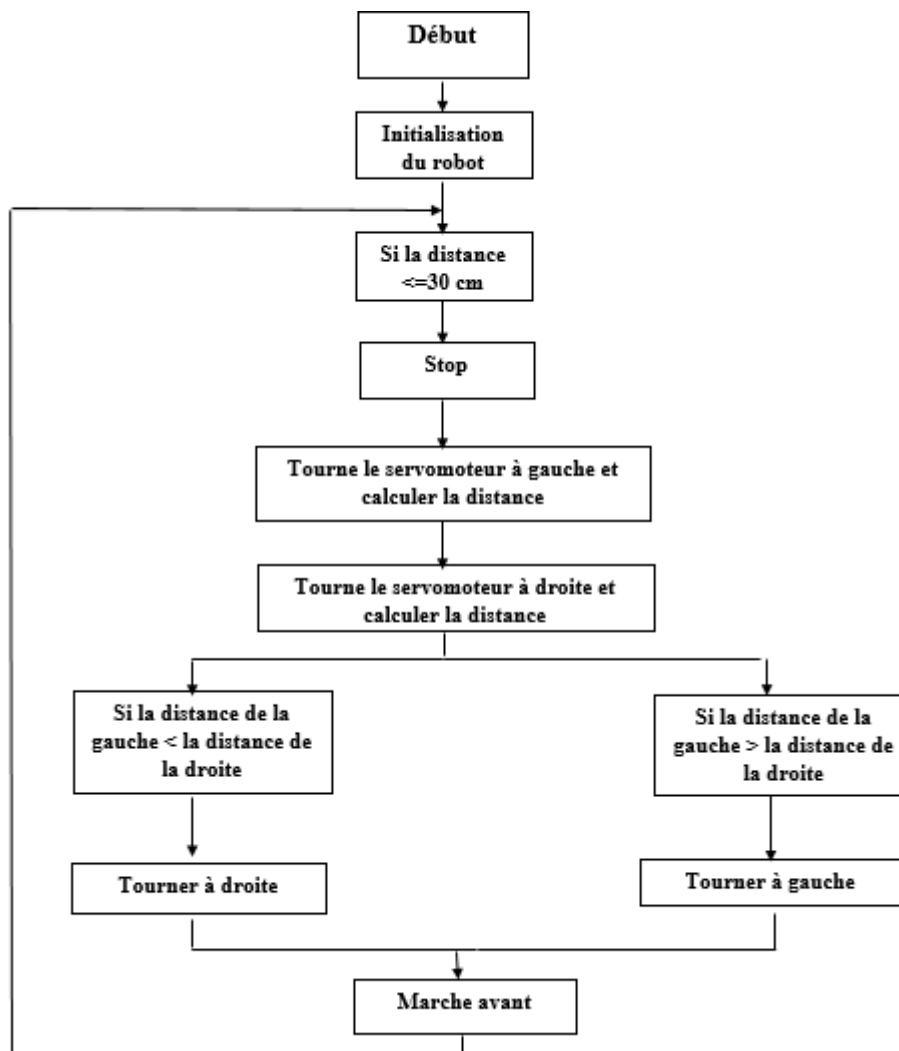 Début
Initialisation
du robot
Si la distance
<=30 cm
Stop
Tourne le servomoteur à gauche et
calculer la distance
Tourne le servomoteur à droite et
calculer la distance
Si la distance de la
gauche < la distance de
la droite
Si la distance de la
gauche > la distance de
la droite
Tourner à droite
Tourner à gauche
Marche avant